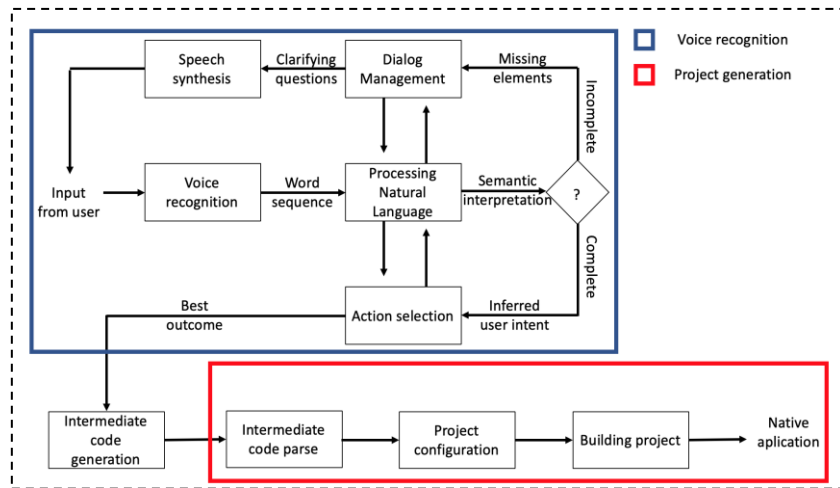 Speech
synthesis
Clarifying
questions
Dialog
Management
Missing
elements
Incomplete
Voice recognition
Project generation
Input
from user
Voice
recognition
Word
sequence
Processing
Natural
Language
Semantic
interpretation
?
Complete
Best
outcome
Action selection
Inferred
user intent
Intermediate
code
generation
Intermediate
code parse
Project
configuration
Building project
Native
aplication